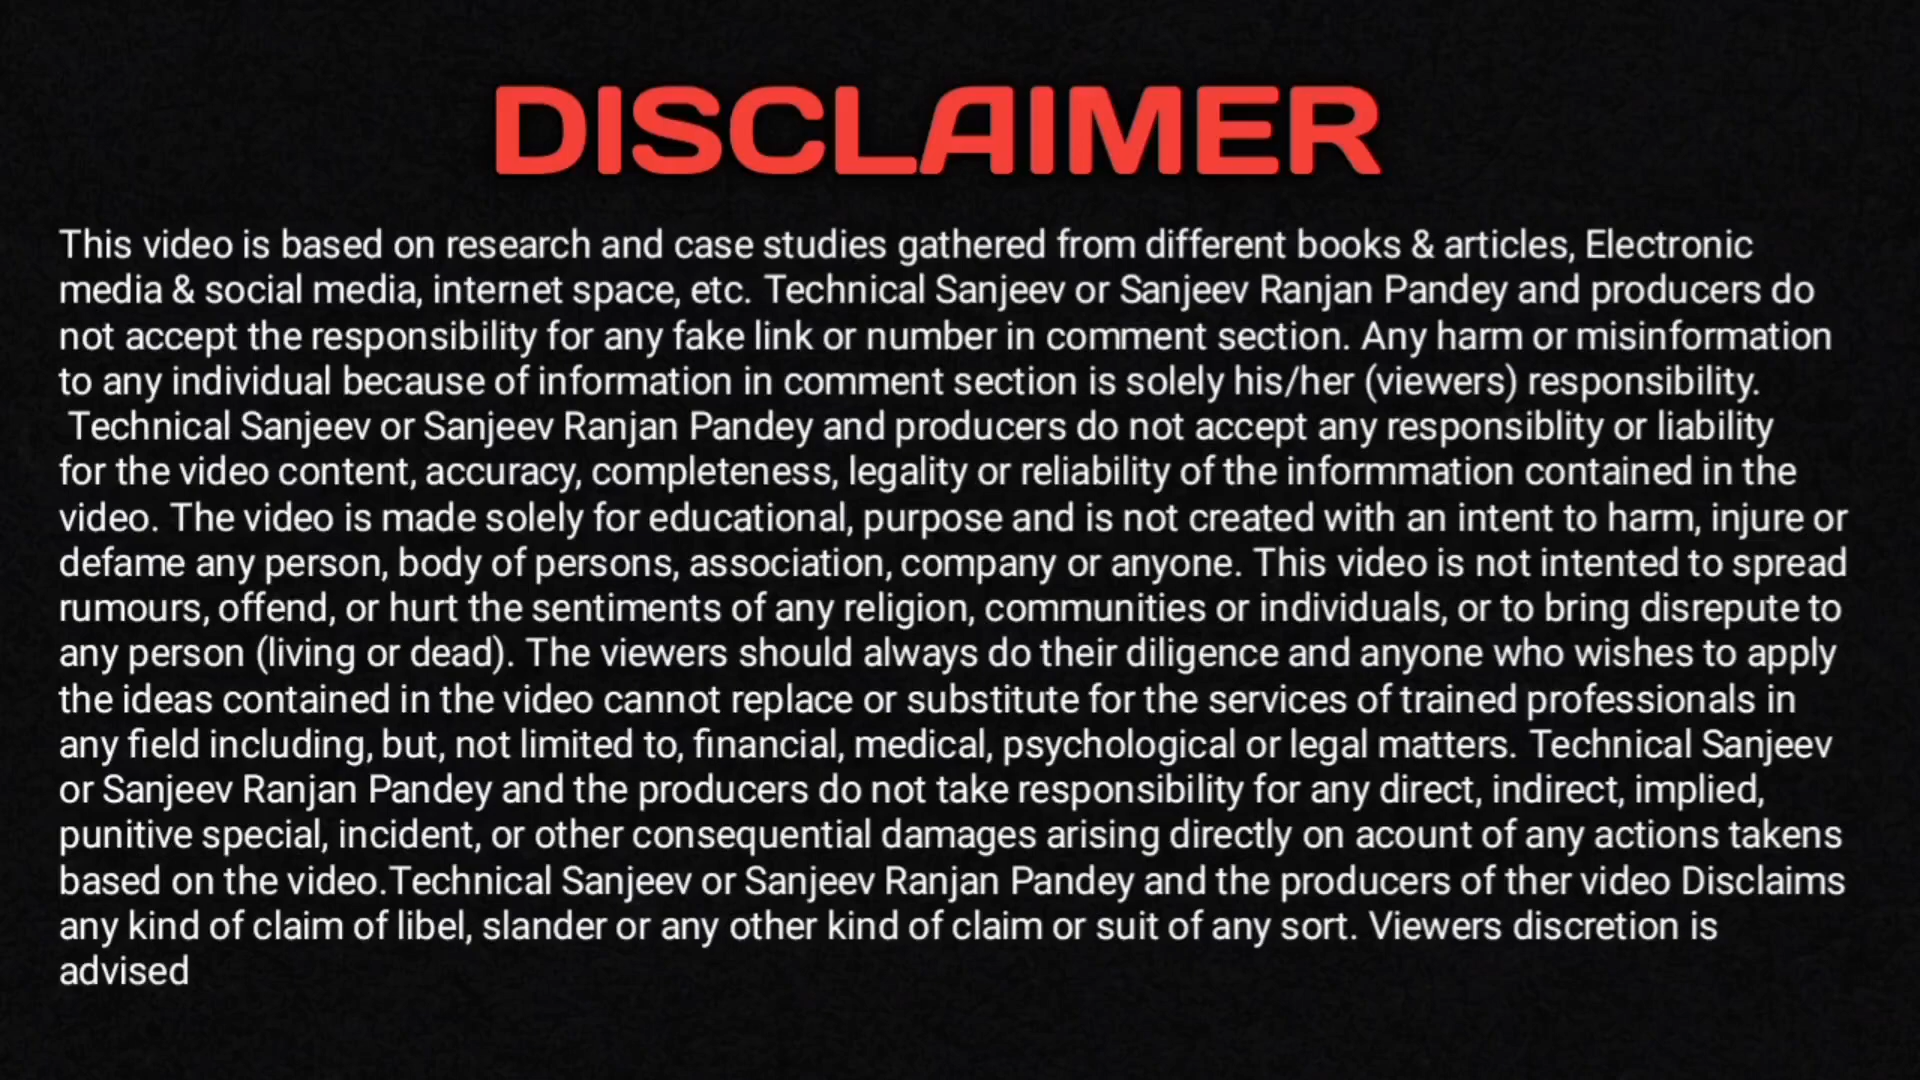 DISCLAIMER
This video is based on research and case studies gathered from different books & articles, Electronic
media & social media, internet space, etc. Technical Sanjeev or Sanjeev Ranjan Pandey and producers do
not accept the responsibility for any fake link or number in comment section. Any harm or misinformation
to any individual because of information in comment section is solely his/her (viewers) responsibility.
Technical Sanjeev or Sanjeev Ranjan Pandey and producers do not accept any responsiblity or liability
for the video content, accuracy, completeness, legality or reliability of the informmation contained in the
video. The video is made solely for educational, purpose and is not created with an intent to harm, injure or
defame any person, body of persons, association, company or anyone. This video is not intented to spread
rumours, offend, or hurt the sentiments of any religion, communities or individuals, or to bring disrepute to
any person (living or dead). The viewers should always do their diligence and anyone who wishes to apply
the ideas contained in the video cannot replace or substitute for the services of trained professionals in
any field including, but, not limited to, financial, medical, psychological or legal matters. Technical Sanjeev
or Sanjeev Ranjan Pandey and the producers do not take responsibility for any direct, indirect, implied,
punitive special, incident, or other consequential damages arising directly on acount of any actions takens
based on the video.Technical Sanjeev or Sanjeev Ranjan Pandey and the producers of ther video Disclaims
any kind of claim of libel, slander or any other kind of claim or suit of any sort. Viewers discretion is
advised